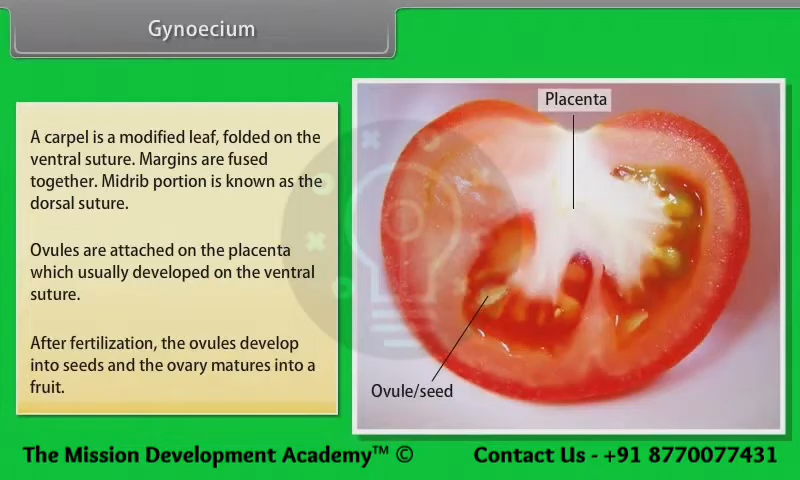 Gynoecium
A carpel is a modified leaf, folded on the
ventral suture. Margins are fused
together. Midrib portion is known as the
dorsal suture.
Ovules are attached on the placenta
which usually developed on the ventral
suture.
After fertilization, the ovules develop
into seeds and the ovary matures into a
fruit.
Placenta
Ovule/seed
The Mission Development Academy™ ©
Contact Us - +91 8770077431